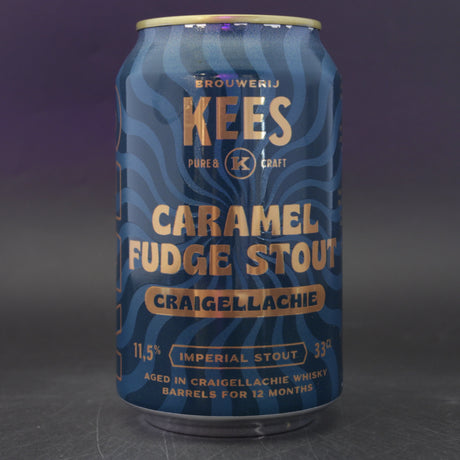 BROUWERIJ
KEES
PURE & K CRAFT
CARAMEL
FUDGE STOUT
CRAIGELLACHIE
11,5% IMPERIAL STOUT 33CL
AGED IN CRAIGELLACHIE WHISKY
BARRELS FOR 12 MONTHS